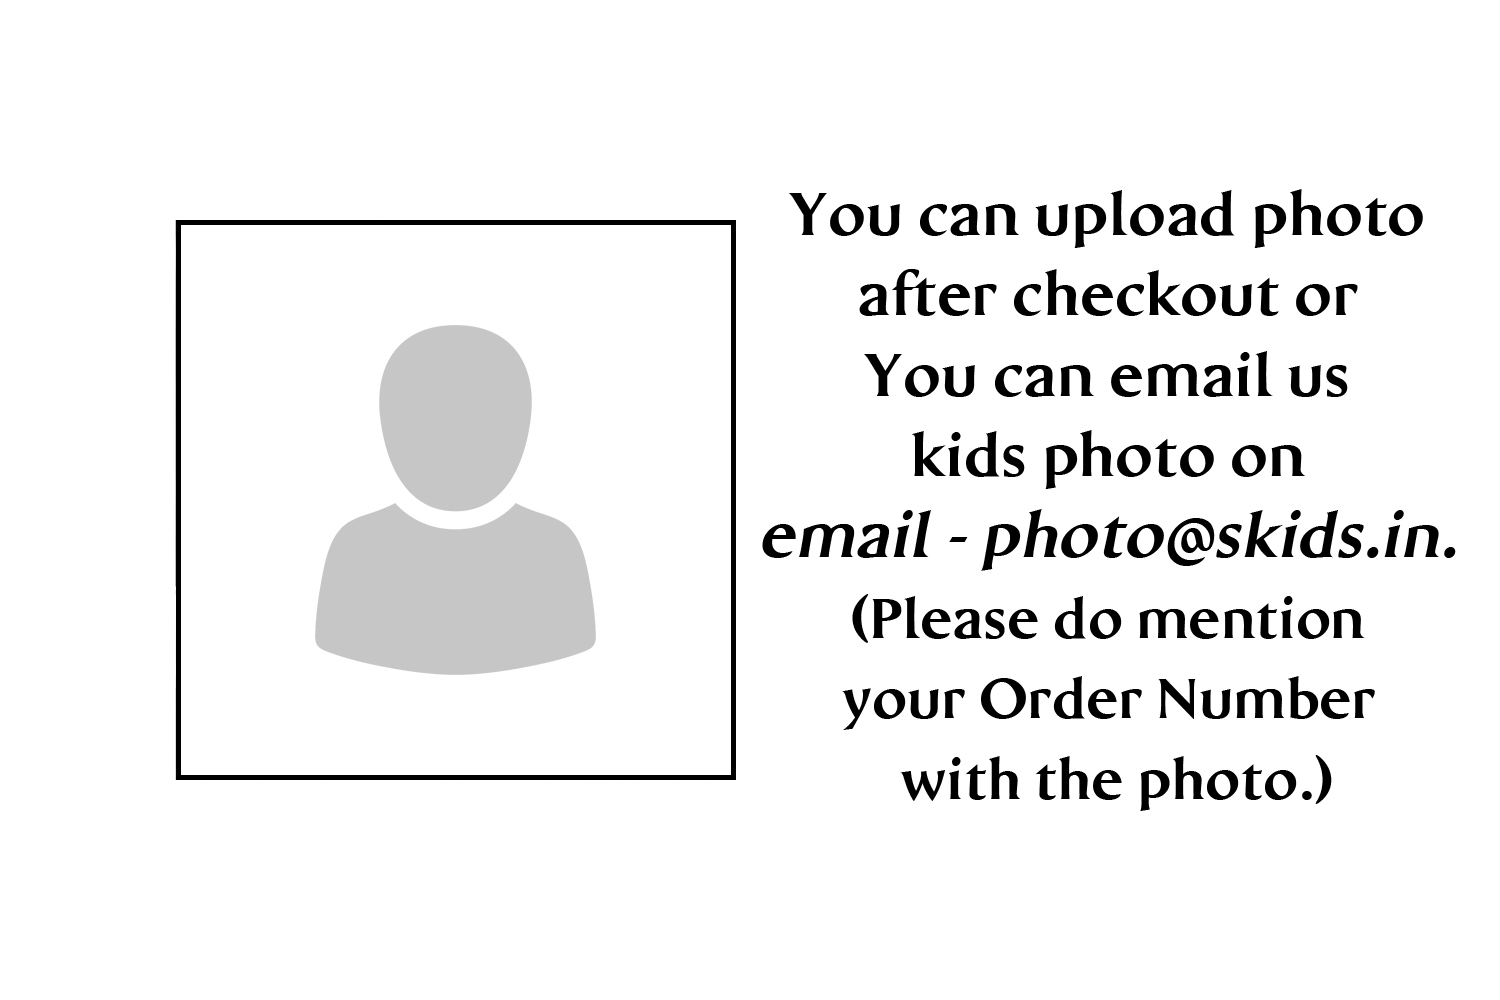 You can upload photo
after checkout or
You can email us
kids photo on
email - photo@skids.in.
(Please do mention
your Order Number
with the photo.)